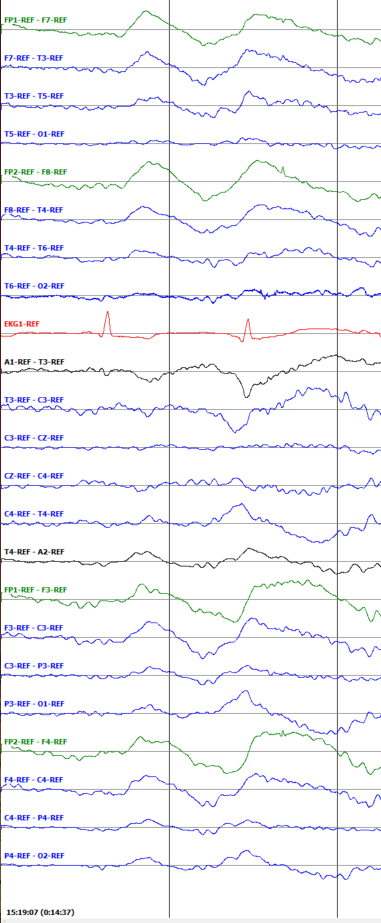 FP1-REF - F7-REF
F7-REF - T3-REF
T3-REF - T5-REF
T5-REF - O1-REF
FP2-REF - F8-REF
F8-REF - T4-REF
T4-REF - T6-REF
T6-REF - O2-REF
EKG1-REF
A1-REF - T3-REF
T3-REF - C3-REF
C3-REF - CZ-REF
CZ-REF - C4-REF
C4-REF - T4-REF
T4-REF - A2-REF
FP1-REF - F3-REF
F3-REF - C3-REF
C3-REF - P3-REF
P3-REF - O1-REF
FP2-REF - F4-REF
F4-REF - C4-REF
C4-REF - P4-REF
P4-REF - O2-REF
15:19:07 (0:14:37)